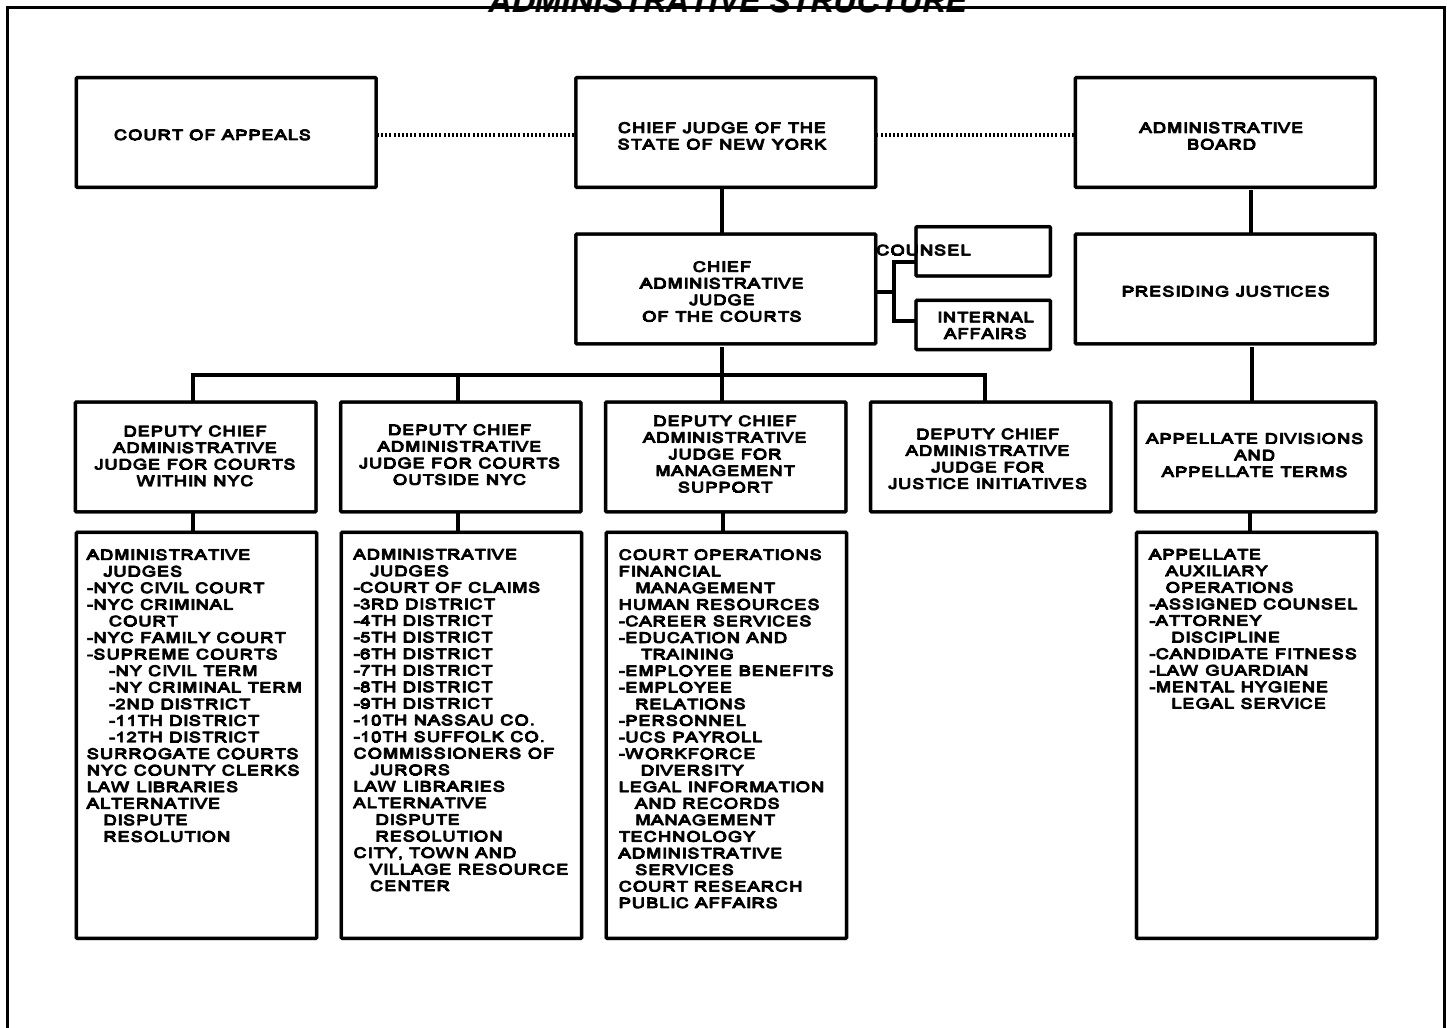 ADMINISTRATIVE STRUCTURE
COURT OF APPEALS
CHIEF JUDGE OF THE
STATE OF NEW YORK
ADMINISTRATIVE
BOARD
CHIEF
ADMINISTRATIVE
JUDGE
OF THE COURTS
COUNSEL
INTERNAL
AFFAIRS
PRESIDING JUSTICES
DEPUTY CHIEF
ADMINISTRATIVE
JUDGE FOR COURTS
WITHIN NYC
DEPUTY CHIEF
ADMINISTRATIVE
JUDGE FOR COURTS
OUTSIDE NYC
DEPUTY CHIEF
ADMINISTRATIVE
JUDGE FOR
MANAGEMENT
SUPPORT
DEPUTY CHIEF
ADMINISTRATIVE
JUDGE FOR
JUSTICE INITIATIVES
APPELLATE DIVISIONS
AND
APPELLATE TERMS
ADMINISTRATIVE
JUDGES
-NYC CIVIL COURT
-NYC CRIMINAL
COURT
-NYC FAMILY COURT
-SUPREME COURTS
-NY CIVIL TERM
-NY CRIMINAL TERM
-2ND DISTRICT
-11TH DISTRICT
-12TH DISTRICT
SURROGATE COURTS
NYC COUNTY CLERKS
LAW LIBRARIES
ALTERNATIVE
DISPUTE
RESOLUTION
ADMINISTRATIVE
JUDGES
-COURT OF CLAIMS
-3RD DISTRICT
-4TH DISTRICT
-5TH DISTRICT
-6TH DISTRICT
-7TH DISTRICT
-8TH DISTRICT
-9TH DISTRICT
-10TH NASSAU CO.
-10TH SUFFOLK CO.
COMMISSIONERS OF
JURORS
LAW LIBRARIES
ALTERNATIVE
DISPUTE
RESOLUTION
CITY, TOWN AND
VILLAGE RESOURCE
CENTER
COURT OPERATIONS
FINANCIAL
MANAGEMENT
HUMAN RESOURCES
-CAREER SERVICES
-EDUCATION AND
TRAINING
-EMPLOYEE BENEFITS
-EMPLOYEE
RELATIONS
-PERSONNEL
-UCS PAYROLL
-WORKFORCE
DIVERSITY
LEGAL INFORMATION
AND RECORDS
MANAGEMENT
TECHNOLOGY
ADMINISTRATIVE
SERVICES
COURT RESEARCH
PUBLIC AFFAIRS
APPELLATE
AUXILIARY
OPERATIONS
-ASSIGNED COUNSEL
-ATTORNEY
DISCIPLINE
-CANDIDATE FITNESS
-LAW GUARDIAN
-MENTAL HYGIENE
LEGAL SERVICE